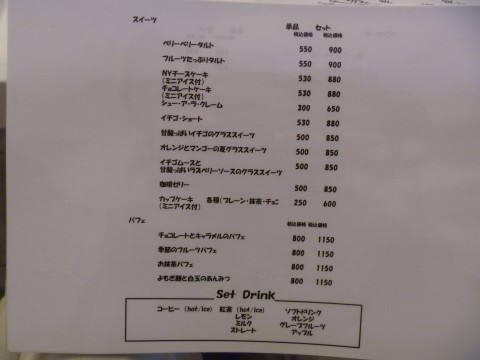 スイーツ 単品 セット
税込価格 税込価格
ベリーベリータルト 550 900
フルーツたっぷりタルト 550 900
NYチーズケーキ 530 880
(ミニアイス付)
チョコレートケーキ 530 880
(ミニアイス付)
シュー・ア・ラ・クレーム 300 650
イチゴ・ショート 530 880
甘酸っぱいイチゴのグラススイーツ 500 850
オレンジとマンゴーの夏グラススイーツ 500 850
イチゴムースと
甘酸っぱいラズベリーソースのグラススイーツ 500 850
珈琲ゼリー 500 850
カップケーキ 各種(プレーン・抹茶・チョコ 250 600
(ミニアイス付)
パフェ 税込価格 税込価格
チョコレートとキャラメルのパフェ 800 1150
季節のフルーツパフェ 800 1150
お抹茶パフェ 800 1150
よもぎ餅と白玉のあんみつ 800 1150
Set Drink
コーヒー (hot/ice) 紅茶 (hot/ice) ソフトドリンク
レモン オレンジ
ミルク グレープフルーツ
ストレート アップル